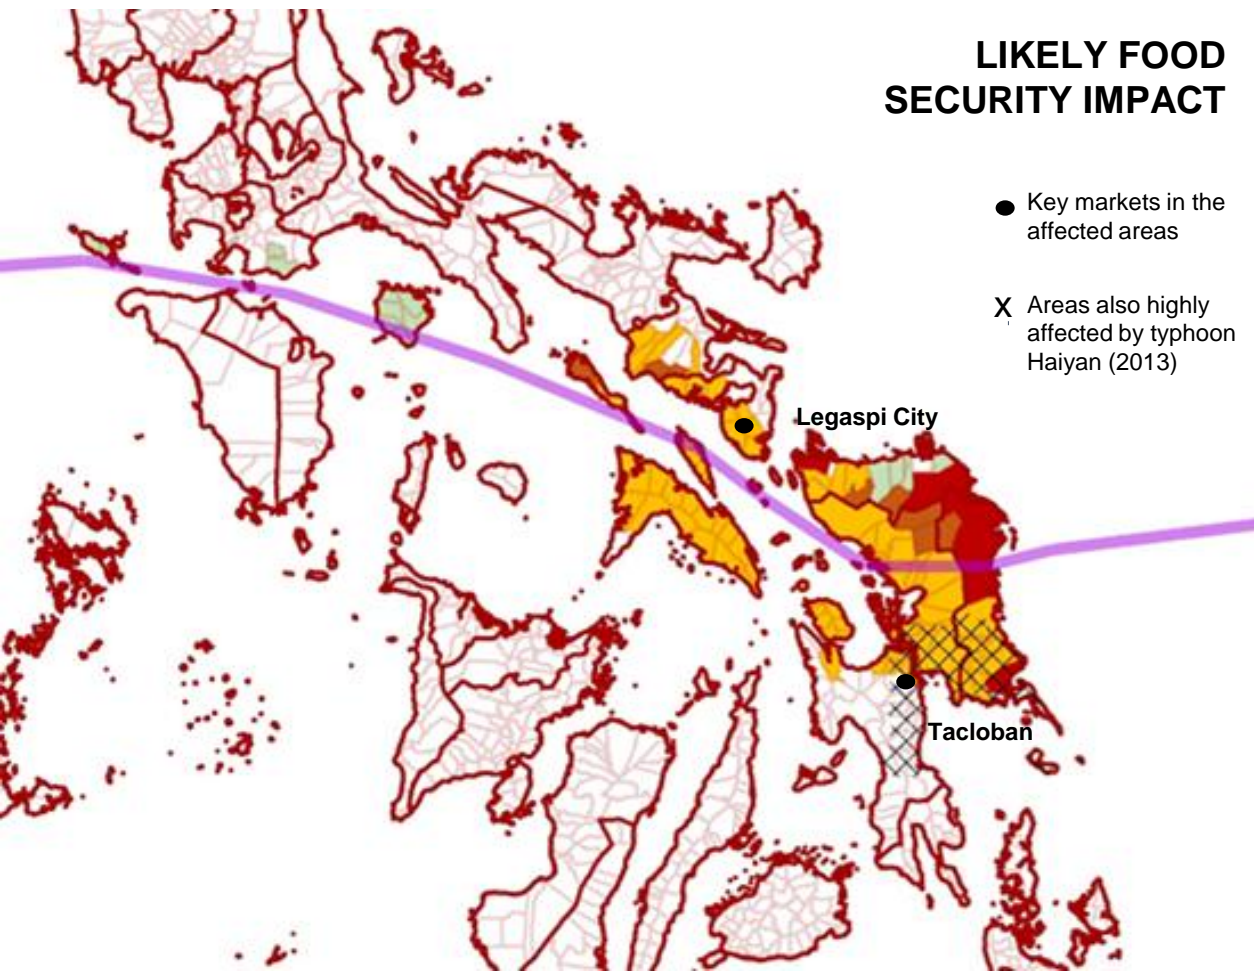 LIKELY FOOD
SECURITY IMPACT
Key markets in the
affected areas
X Areas also highly
affected by typhoon
Haiyan (2013)
Legaspi City
Tacloban